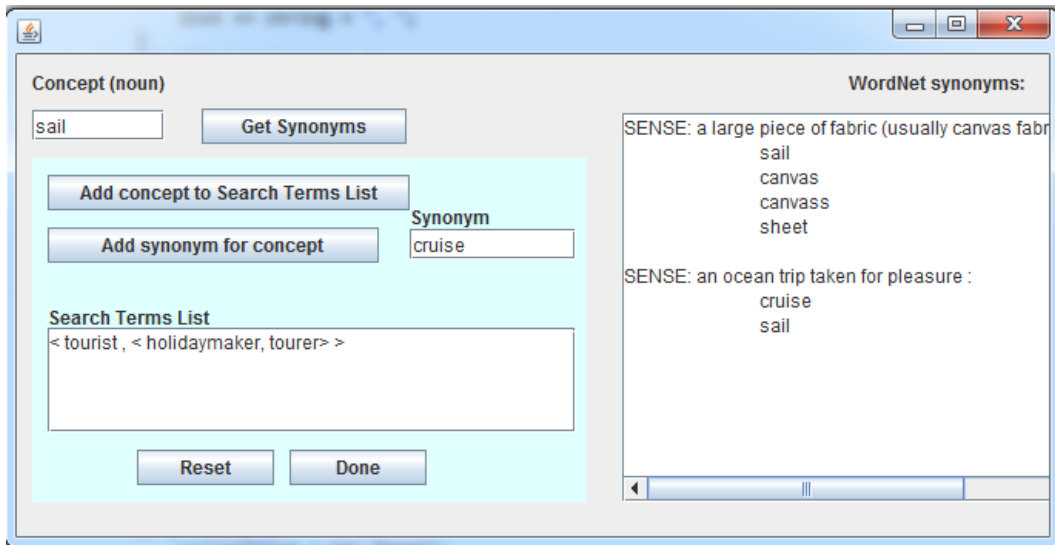 Concept (noun)
WordNet synonyms:
sail
Get Synonyms
SENSE: a large piece of fabric (usually canvas fabr
sail
canvas
canvass
sheet
SENSE: an ocean trip taken for pleasure :
cruise
sail
Add concept to Search Terms List
Synonym
Add synonym for concept
cruise
Search Terms List
< tourist , < holidaymaker, tourer> >
Reset
Done